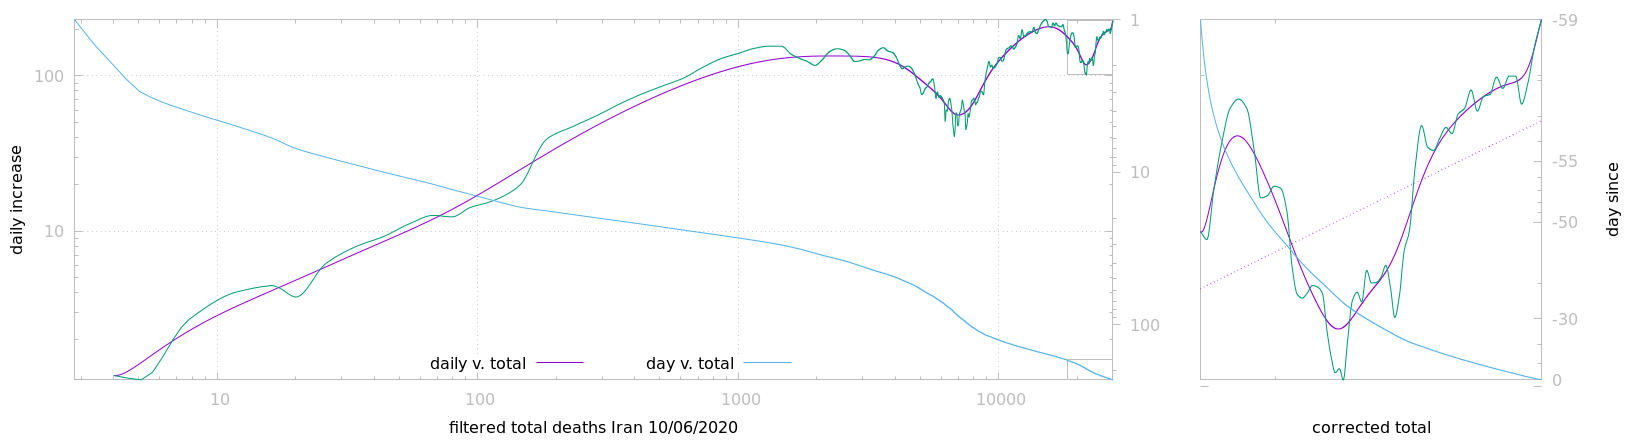 1
-59
100
10
-55
-50
10
-30
100
0
daily increase
day since
daily v. total
day v. total
10
100
1000
10000
filtered total deaths Iran 10/06/2020
corrected total